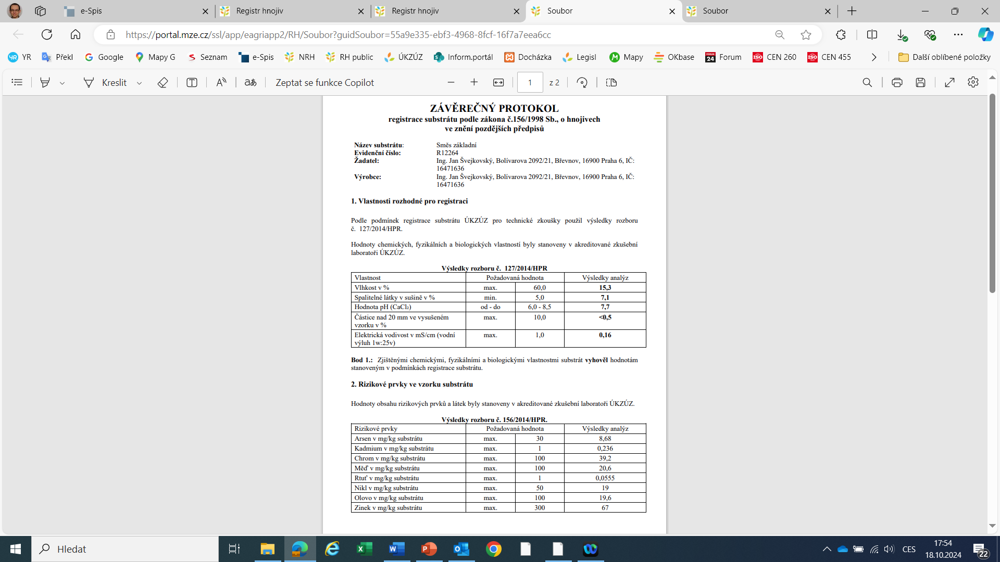 e-Spis
Registr hnojiv
Registr hnojiv
Soubor
Soubor
https://portal.mze.cz/ssl/app/eagriapp2/RH/Soubor?guidSoubor=55a9e335-ebf3-4968-8fcf-16f7a7eea6cc
YR Překl Google Mapy G Seznam e-Spis NRH RH public ÚKZÚZ Inform.portál Docházka Legisl Mapy OKbase Forum CEN 260 CEN 455 Další oblíbené položky
Kreslit Zeptat se funkce Copilot 1 z 2
ZÁVĚREČNÝ PROTOKOL
registrace substrátu podle zákona č.156/1998 Sb., o hnojivech
ve znění pozdějších předpisů
Název substrátu: Směs základní
Evidenční číslo: R12264
Žadatel: Ing. Jan Švejkovský, Bolívarova 2092/21, Břevnov, 16900 Praha 6, IČ:
16471636
Výrobce: Ing. Jan Švejkovský, Bolívarova 2092/21, Břevnov, 16900 Praha 6, IČ:
16471636
1. Vlastnosti rozhodné pro registraci
Podle podmínek registrace substrátu ÚKZÚZ pro technické zkoušky použil výsledky rozboru
č. 127/2014/HPR.
Hodnoty chemických, fyzikálních a biologických vlastností byly stanoveny v akreditované zkušební
laboratoři ÚKZÚZ.
Výsledky rozboru č. 127/2014/HPR
Vlastnost Požadovaná hodnota Výsledky analýz
Vlhkost v % max. 60,0 15,3
Spalitelné látky v sušině v % min. 5,0 7,1
Hodnota pH (CaCl₂) od - do 6,0 - 8,5 7,7
Částice nad 20 mm ve vysušeném max. 10,0 <0,5
vzorku v %
Elektrická vodivost v mS/cm (vodní max. 1,0 0,16
výluh 1w:25v)
Bod 1.: Zjištěnými chemickými, fyzikálními a biologickými vlastnostmi substrát vyhověl hodnotám
stanoveným v podmínkách registrace substrátu.
2. Rizikové prvky ve vzorku substrátu
Hodnoty obsahu rizikových prvků a látek byly stanoveny v akreditované zkušební laboratoři ÚKZÚZ.
Výsledky rozboru č. 156/2014/HPR.
Rizikové prvky Požadovaná hodnota Výsledky analýz
Arsen v mg/kg substrátu max. 30 8,68
Kadmium v mg/kg substrátu max. 1 0,236
Chrom v mg/kg substrátu max. 100 39,2
Měď v mg/kg substrátu max. 100 20,6
Rtuť v mg/kg substrátu max. 1 0,0555
Nikl v mg/kg substrátu max. 50 19
Olovo v mg/kg substrátu max. 100 19,6
Zinek v mg/kg substrátu max. 300 67
Hledat
CES
17:54
18.10.2024
22